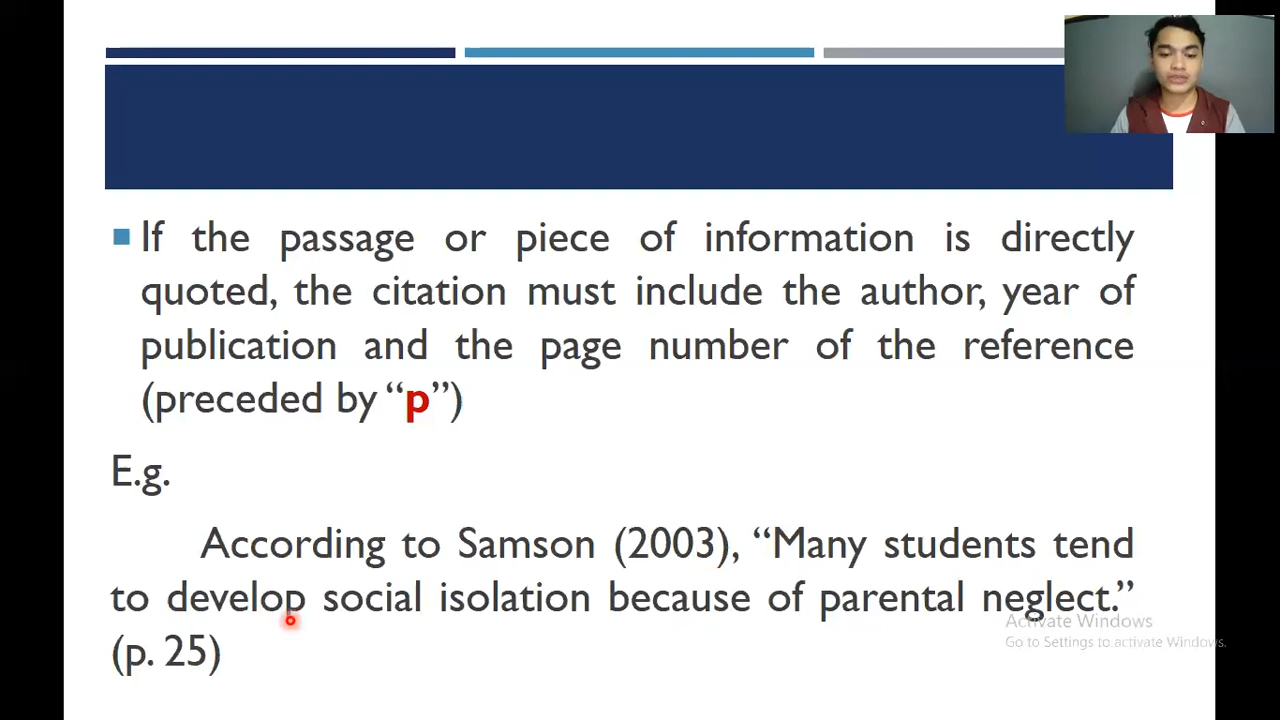 If the passage or piece of information is directly
quoted, the citation must include the author, year of
publication and the page number of the reference
(preceded by “p”)
E.g.
According to Samson (2003), “Many students tend
to develop social isolation because of parental neglect.”
(p. 25)
Activate Windows
Go to Settings to activate Windows.